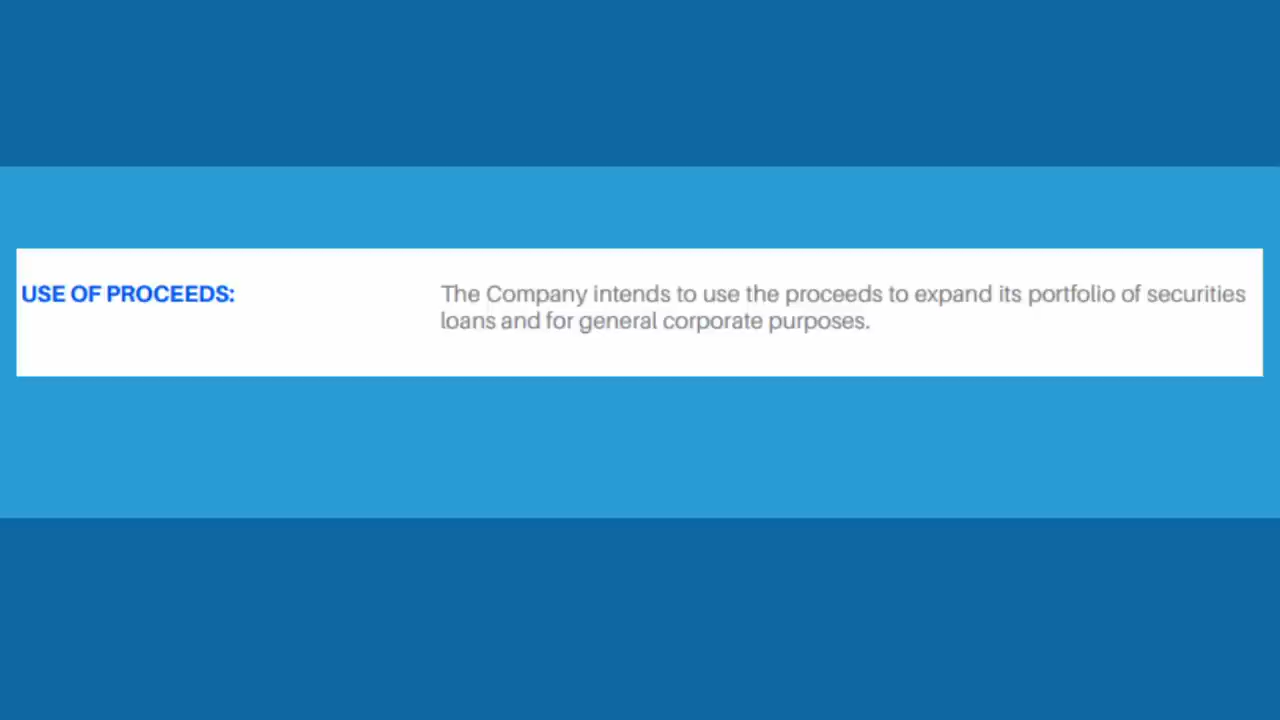 USE OF PROCEEDS:
The Company intends to use the proceeds to expand its portfolio of securities
loans and for general corporate purposes.